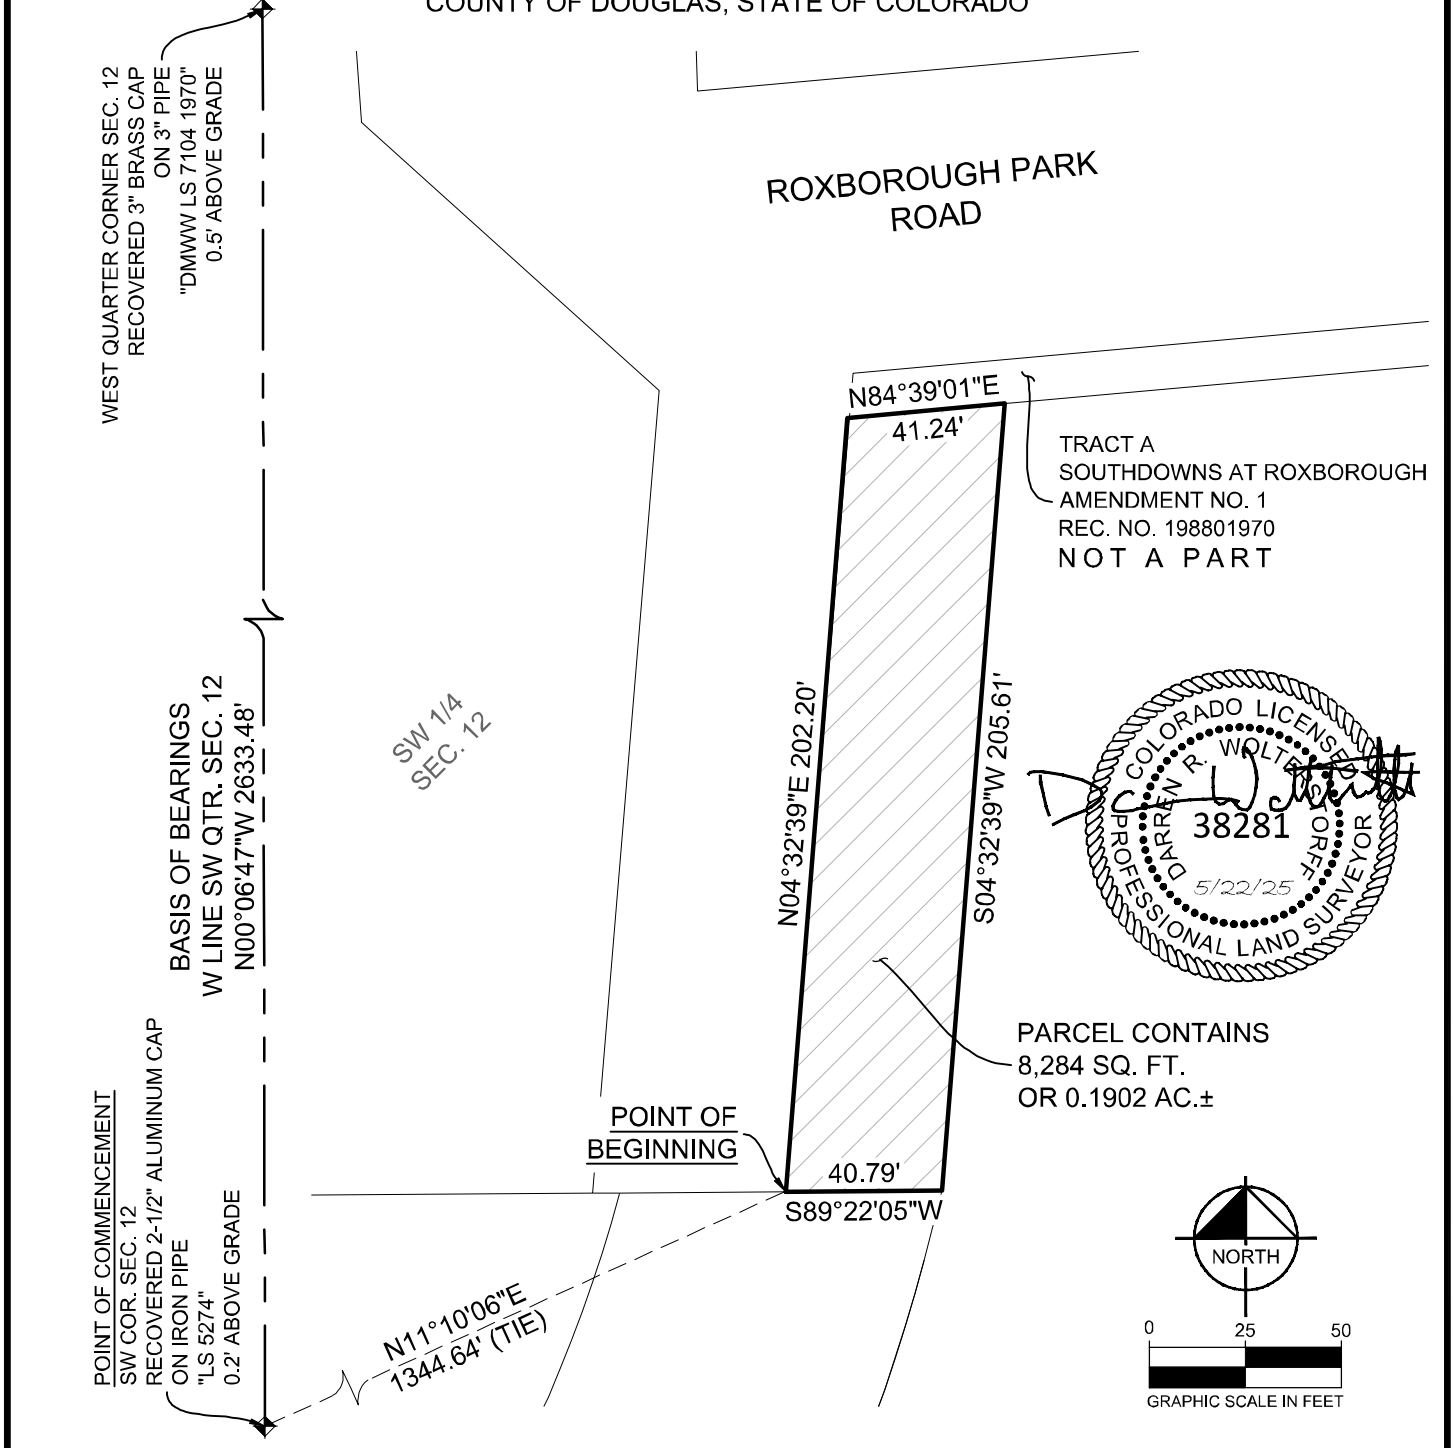 COUNTY OF DOUGLAS, STATE OF COLORADO
WEST QUARTER CORNER SEC. 12
RECOVERED 3" BRASS CAP
ON 3" PIPE
"DMWW LS 7104 1970"
0.5' ABOVE GRADE
ROXBOROUGH PARK
ROAD
N84°39'01"E
41.24'
TRACT A
SOUTHDOWNS AT ROXBOROUGH
AMENDMENT NO. 1
REC. NO. 198801970
NOT A PART
BASIS OF BEARINGS
W LINE SW QTR. SEC. 12
N00°06'47"W 2633.48'
SW 1/4
SEC. 12
N04°32'39"E 202.20'
S04°32'39"W 205.61'
COLORADO LICENSED
DARREN R. WOLTERSTORFF
38281
5/22/25
PROFESSIONAL LAND SURVEYOR
PARCEL CONTAINS
8,284 SQ. FT.
OR 0.1902 AC.±
POINT OF
BEGINNING
40.79'
S89°22'05"W
POINT OF COMMENCEMENT
SW COR. SEC. 12
RECOVERED 2-1/2" ALUMINUM CAP
ON IRON PIPE
"LS 5274"
0.2' ABOVE GRADE
N11°10'06"E
1344.64' (TIE)
NORTH
0 25 50
GRAPHIC SCALE IN FEET